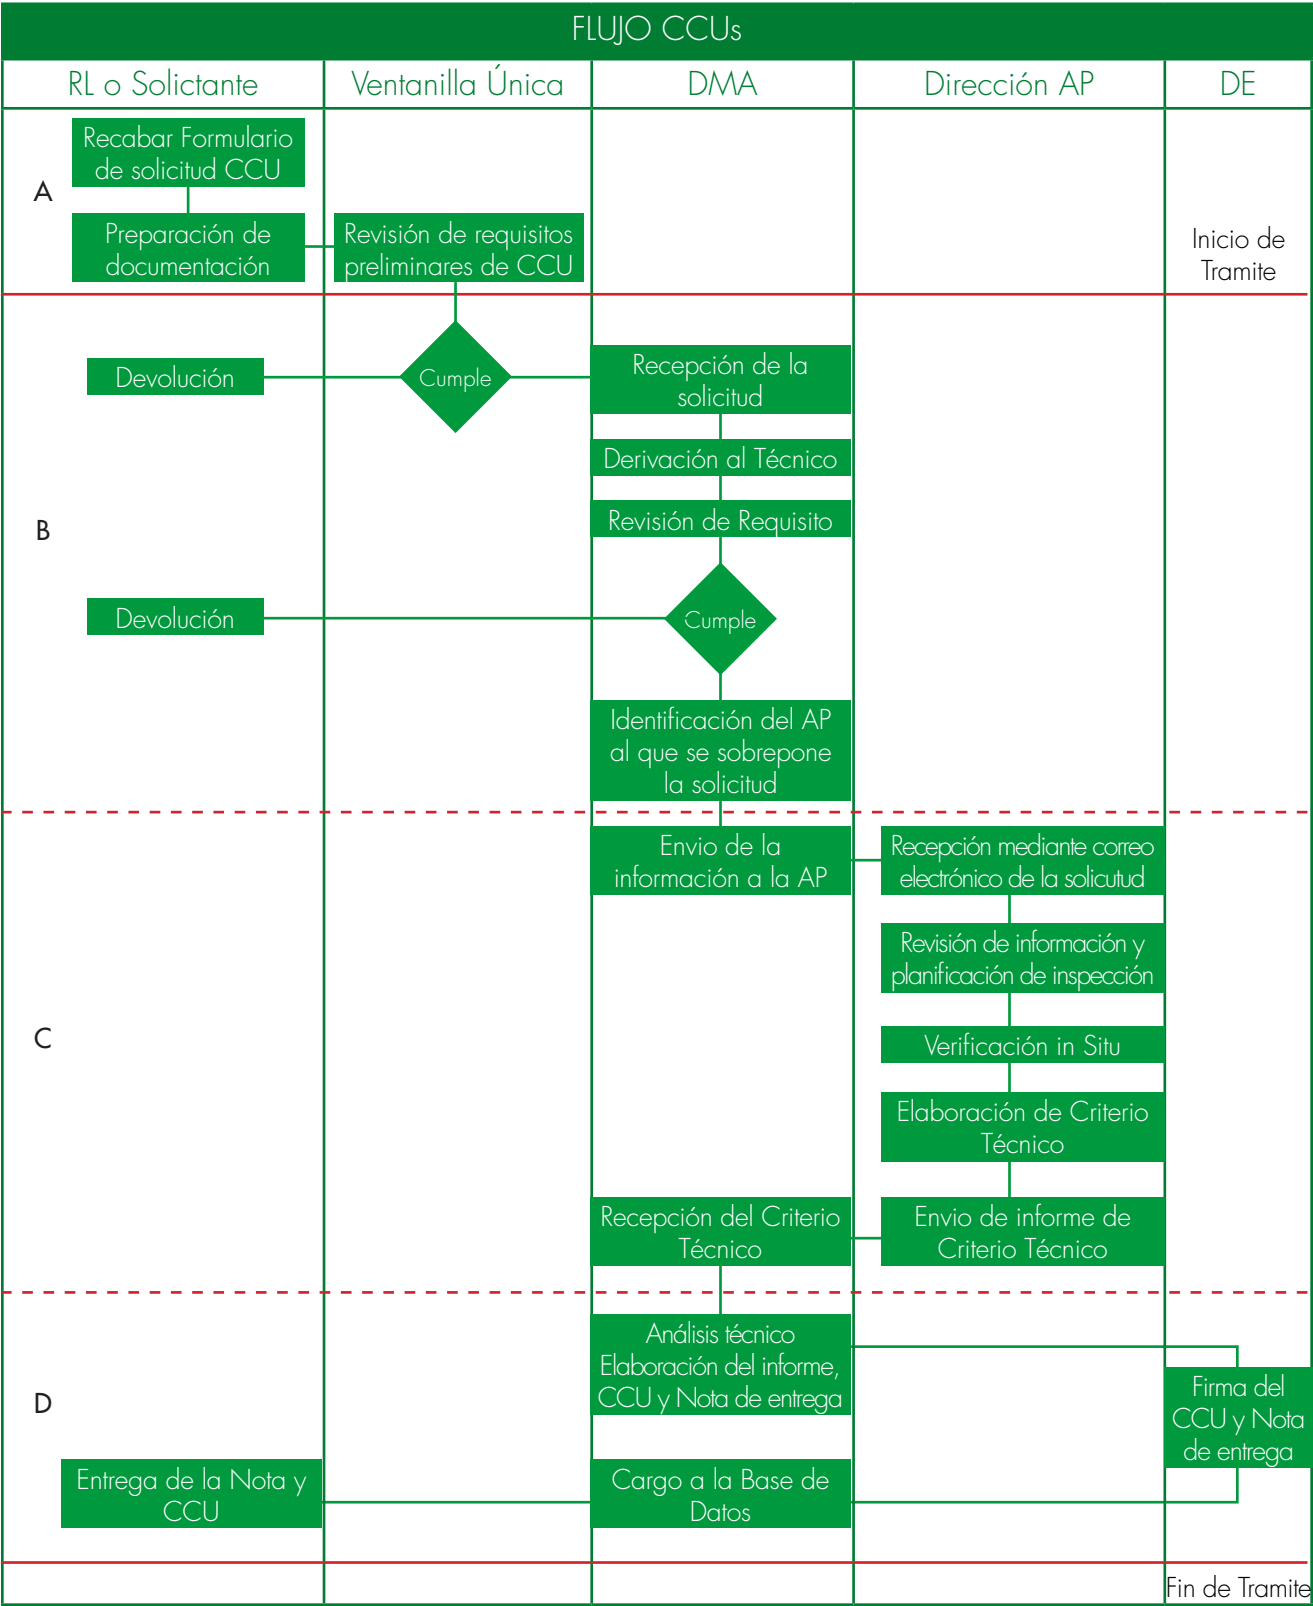 FLUJO CCUs
RL o Solictante
Ventanilla Única
DMA
Dirección AP
DE
A
Recabar Formulario
de solicitud CCU
Preparación de
documentación
Revisión de requisitos
preliminares de CCU
Inicio de
Tramite
B
Devolución
Cumple
Recepción de la
solicitud
Derivación al Técnico
Revisión de Requisito
Devolución
Cumple
Identificación del AP
al que se sobrepone
la solicitud
C
Envio de la
información a la AP
Recepción mediante correo
electrónico de la solicutud
Revisión de información y
planificación de inspección
Verificación in Situ
Elaboración de Criterio
Técnico
Recepción del Criterio
Técnico
Envio de informe de
Criterio Técnico
D
Análisis técnico
Elaboración del informe,
CCU y Nota de entrega
Firma del
CCU y Nota
de entrega
Entrega de la Nota y
CCU
Cargo a la Base de
Datos
Fin de Tramite